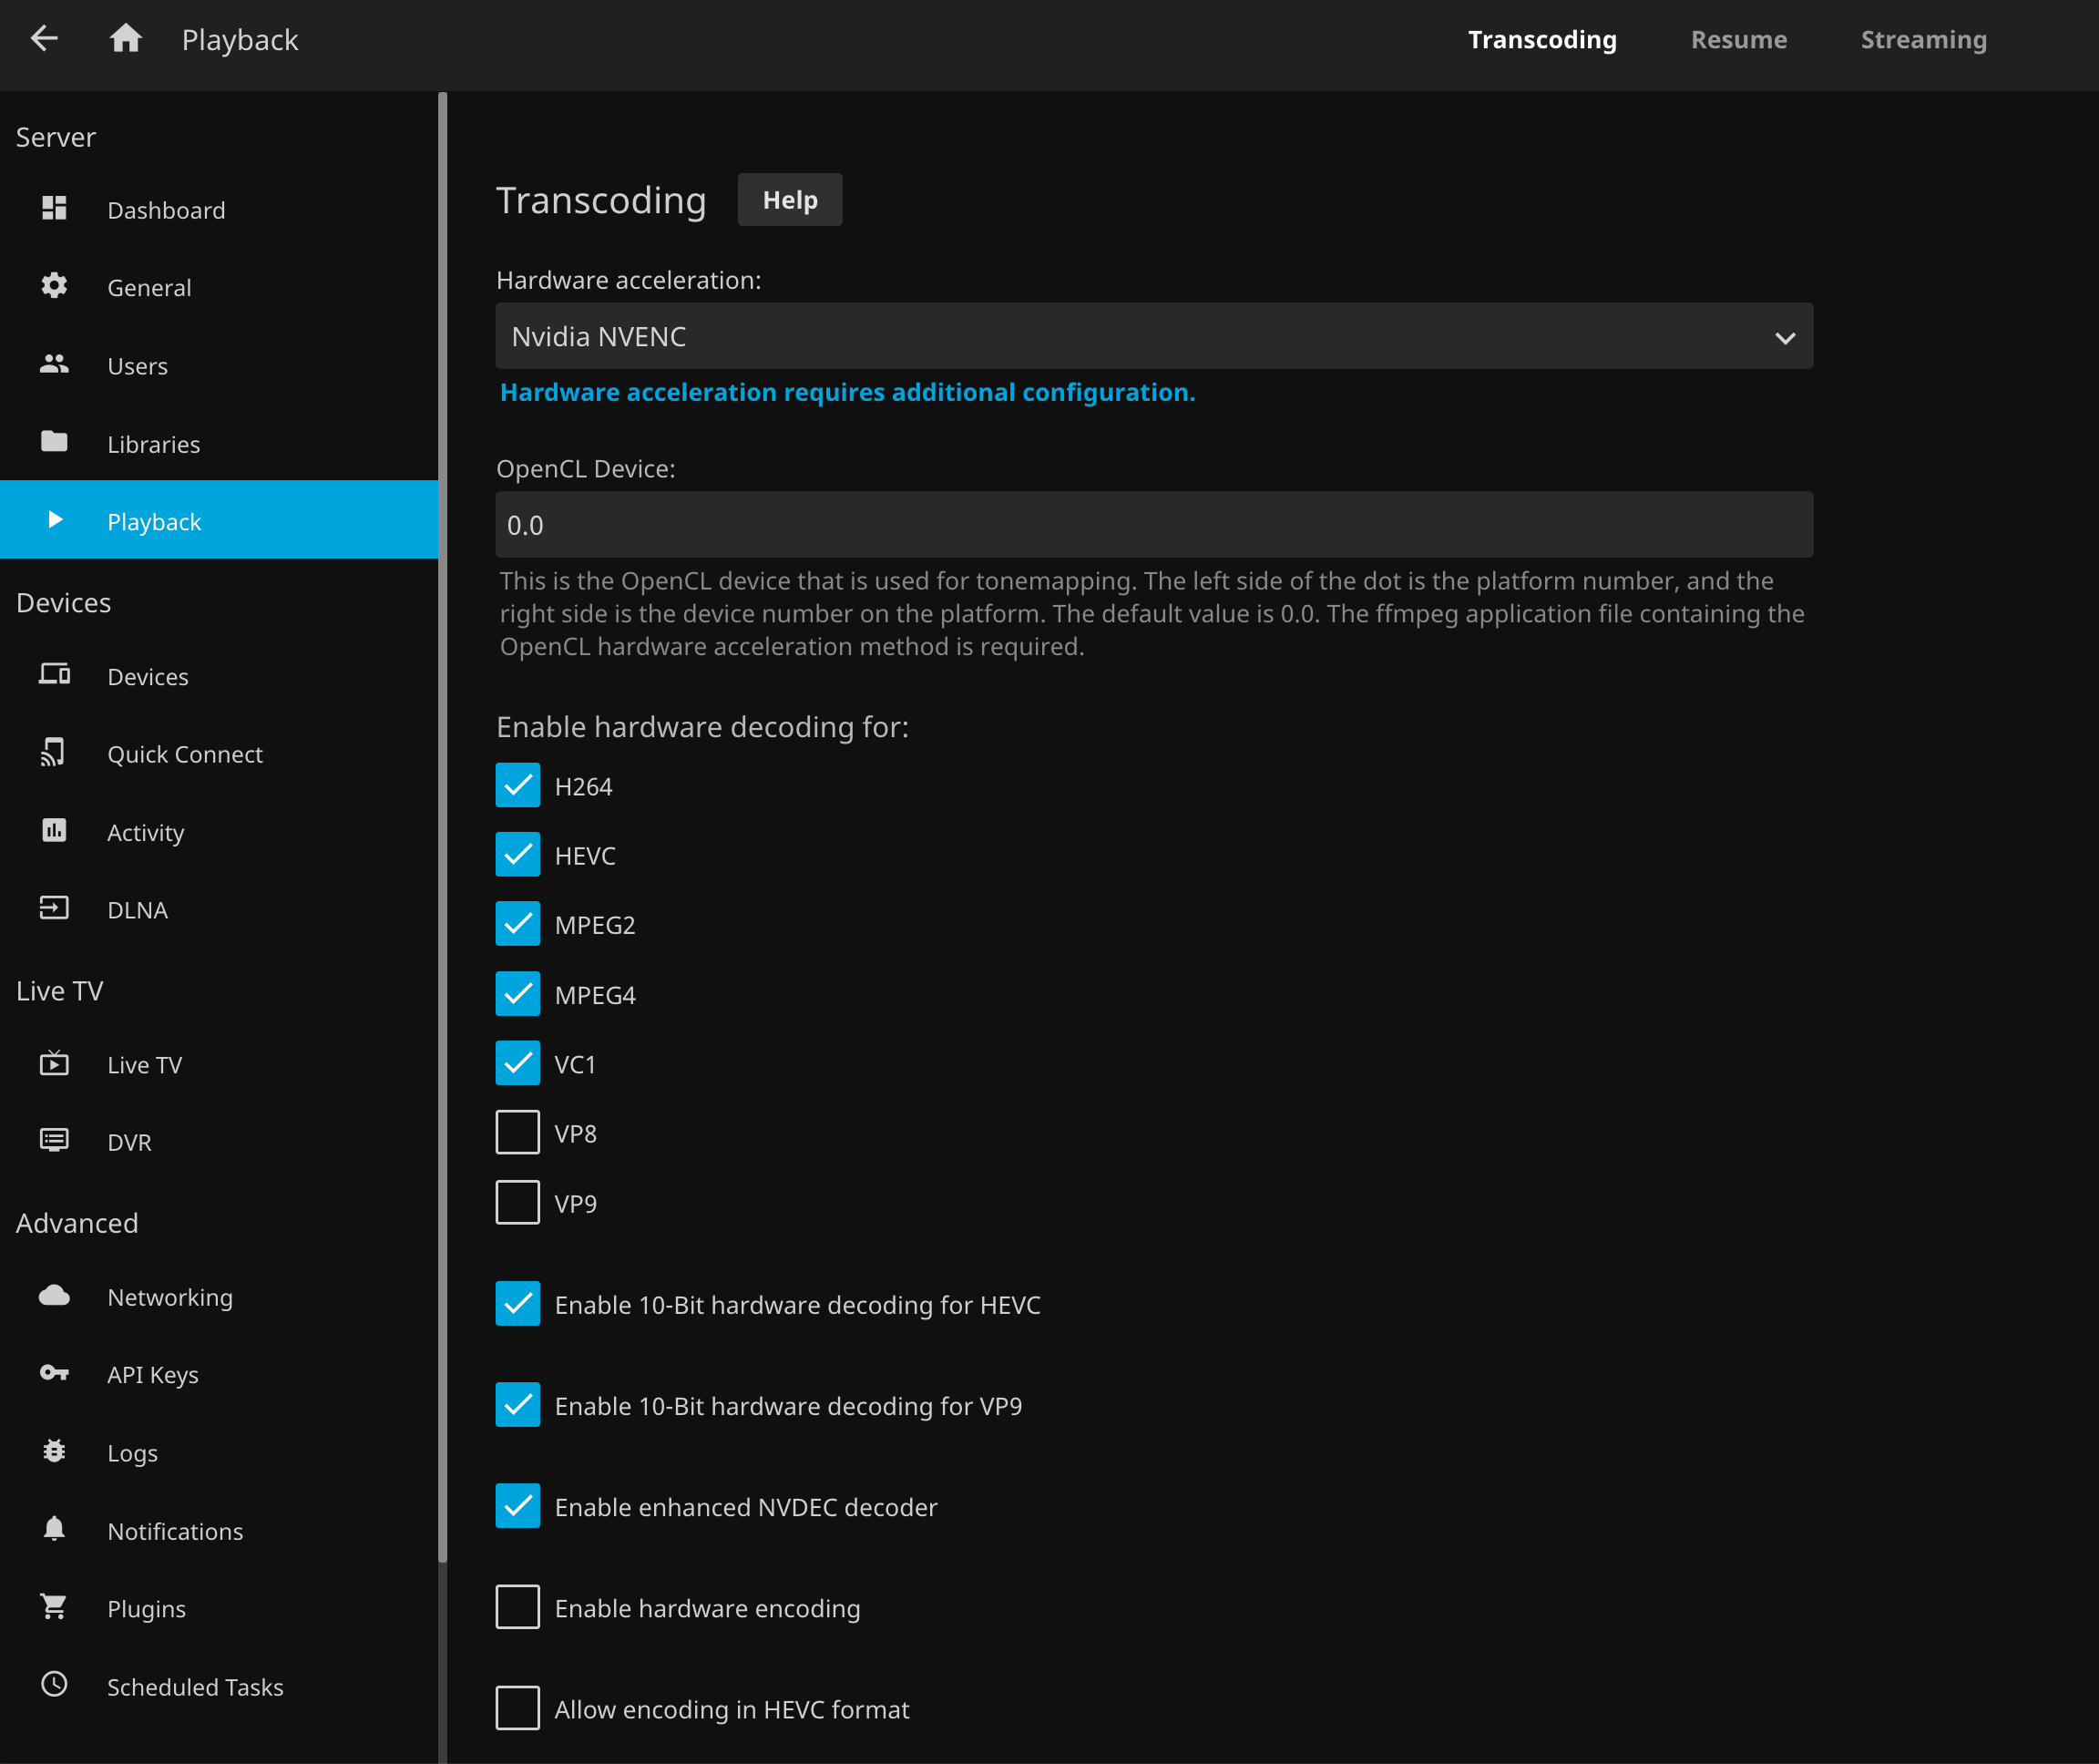 Playback
Transcoding
Resume
Streaming
Server
Dashboard
General
Users
Libraries
Playback
Devices
Devices
Quick Connect
Activity
DLNA
Live TV
Live TV
DVR
Advanced
Networking
API Keys
Logs
Notifications
Plugins
Scheduled Tasks
Transcoding
Help
Hardware acceleration:
Nvidia NVENC
Hardware acceleration requires additional configuration.
OpenCL Device:
0.0
This is the OpenCL device that is used for tonemapping. The left side of the dot is the platform number, and the
right side is the device number on the platform. The default value is 0.0. The ffmpeg application file containing the
OpenCL hardware acceleration method is required.
Enable hardware decoding for:
H264
HEVC
MPEG2
MPEG4
VC1
VP8
VP9
Enable 10-Bit hardware decoding for HEVC
Enable 10-Bit hardware decoding for VP9
Enable enhanced NVDEC decoder
Enable hardware encoding
Allow encoding in HEVC format